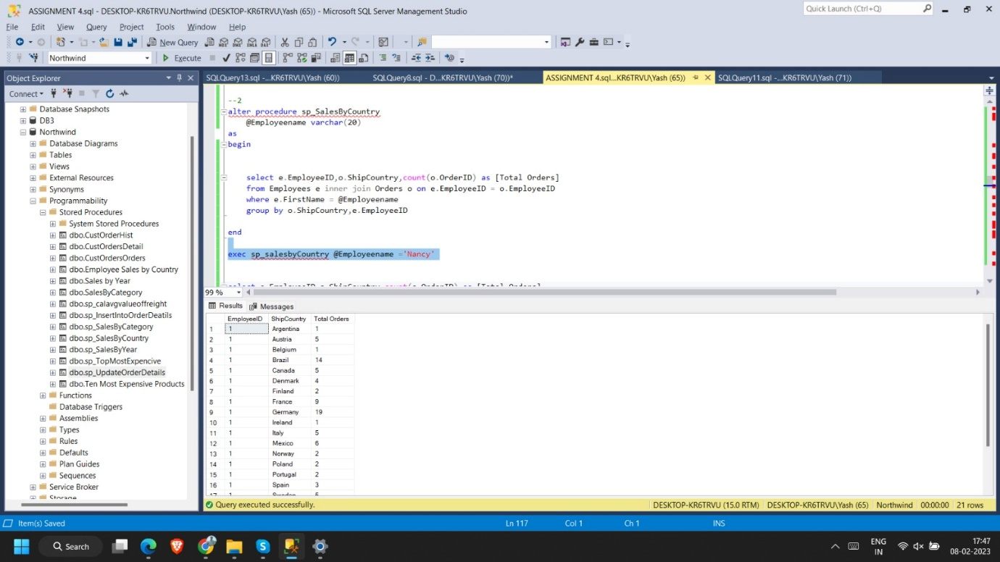 ASSIGNMENT 4.sql - DESKTOP-KR6TRVU.Northwind (DESKTOP-KR6TRVU\Yash (65)) - Microsoft SQL Server Management Studio
Quick Launch (Ctrl+Q)
File Edit View Query Project Tools Window Help
New Query
Northwind Execute
Object Explorer
SQLQuery13.sql -...KR6TRVU\Yash (60)) SQLQuery8.sql - D...KR6TRVU\Yash (70))* ASSIGNMENT 4.sql...KR6TRVU\Yash (65)) SQLQuery11.sql -...KR6TRVU\Yash (71))
Connect
Database Snapshots
DB3
Northwind
Database Diagrams
Tables
Views
External Resources
Synonyms
Programmability
Stored Procedures
System Stored Procedures
dbo.CustOrderHist
dbo.CustOrdersDetail
dbo.CustOrdersOrders
dbo.Employee Sales by Country
dbo.Sales by Year
dbo.SalesByCategory
dbo.sp_calavgvalueoffreight
dbo.sp_InsertIntoOrderDeatils
dbo.sp_SalesByCategory
dbo.sp_SalesByCountry
dbo.sp_SalesByYear
dbo.sp_TopMostExpencive
dbo.sp_UpdateOrderDetails
dbo.Ten Most Expensive Products
Functions
Database Triggers
Assemblies
Types
Rules
Defaults
Plan Guides
Sequences
Service Broker
Storage
--2
alter procedure sp_SalesByCountry
@Employeename varchar(20)
as
begin
select e.EmployeeID,o.ShipCountry,count(o.OrderID) as [Total Orders]
from Employees e inner join Orders o on e.EmployeeID = o.EmployeeID
where e.FirstName = @Employeename
group by o.ShipCountry,e.EmployeeID
end
exec sp_salesbyCountry @Employeename ='Nancy'
select e.EmployeeID,o.ShipCountry,count(o.OrderID) as [Total Orders]
99 %
Results Messages
EmployeeID ShipCountry Total Orders
1 1 Argentina 1
2 1 Austria 5
3 1 Belgium 1
4 1 Brazil 14
5 1 Canada 5
6 1 Denmark 4
7 1 Finland 2
8 1 France 9
9 1 Germany 19
10 1 Ireland 1
11 1 Italy 5
12 1 Mexico 6
13 1 Norway 2
14 1 Poland 2
15 1 Portugal 2
16 1 Spain 3
17 1 Sweden 5
Query executed successfully. DESKTOP-KR6TRVU (15.0 RTM) DESKTOP-KR6TRVU\Yash (65) Northwind 00:00:00 21 rows
Item(s) Saved Ln 117 Col 1 Ch 1 INS
Search
ENG
IN
17:47
08-02-2023